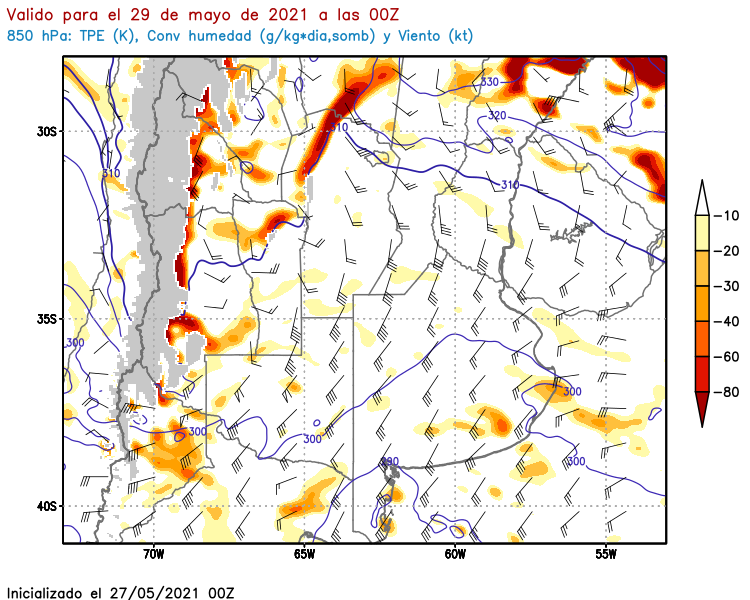 Valido para el 29 de mayo de 2021 a las 00Z
850 hPa: TPE (K), Conv humedad (g/kg*dia,somb) y Viento (kt)
330
320
30S
310
310
310
-10
-20
-30
-40
-60
-80
35S
300
300
300
300
290
300
40S
70W 65W 60W 55W
Inicializado el 27/05/2021 00Z